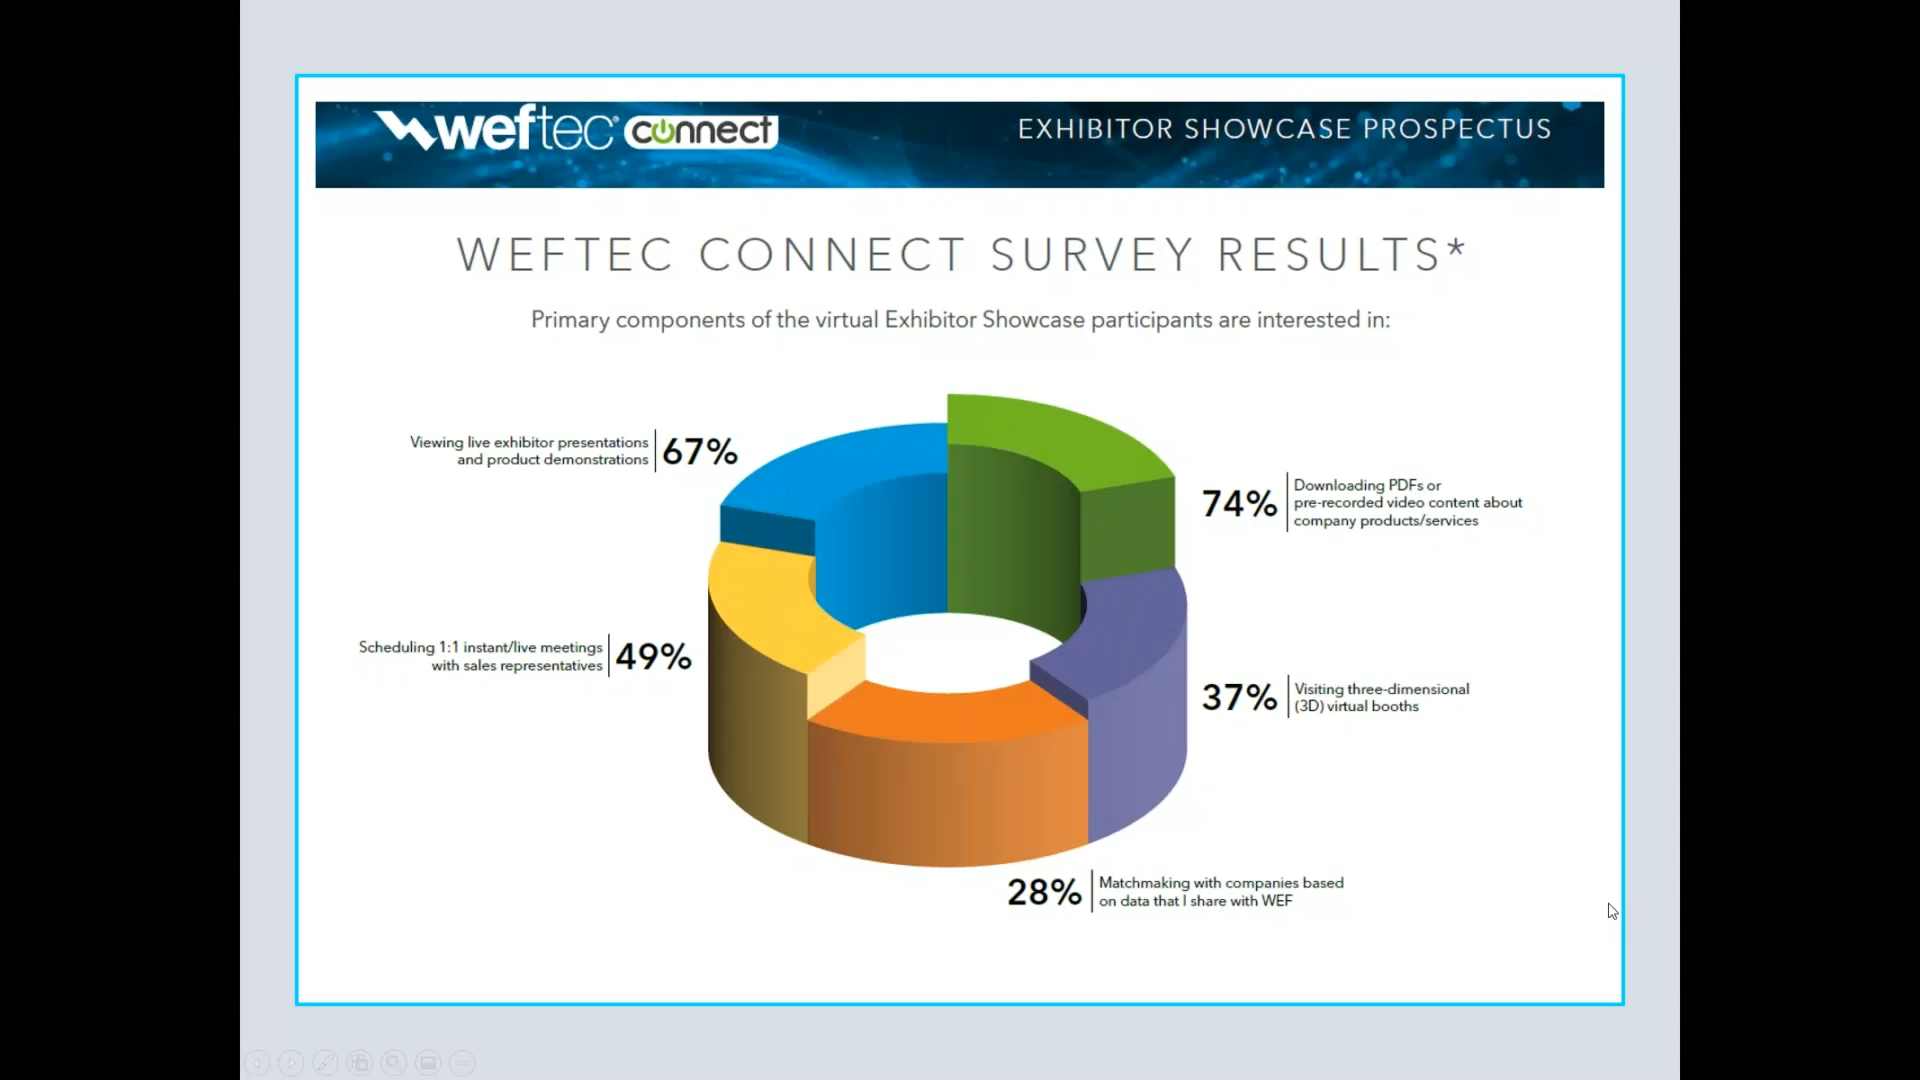 weftec® connect
EXHIBITOR SHOWCASE PROSPECTUS
WEFTEC CONNECT SURVEY RESULTS*
Primary components of the virtual Exhibitor Showcase participants are interested in:
Viewing live exhibitor presentations
and product demonstrations
67%
74%
Downloading PDFs or
pre-recorded video content about
company products/services
Scheduling 1:1 instant/live meetings
with sales representatives
49%
37%
Visiting three-dimensional
(3D) virtual booths
28%
Matchmaking with companies based
on data that I share with WEF